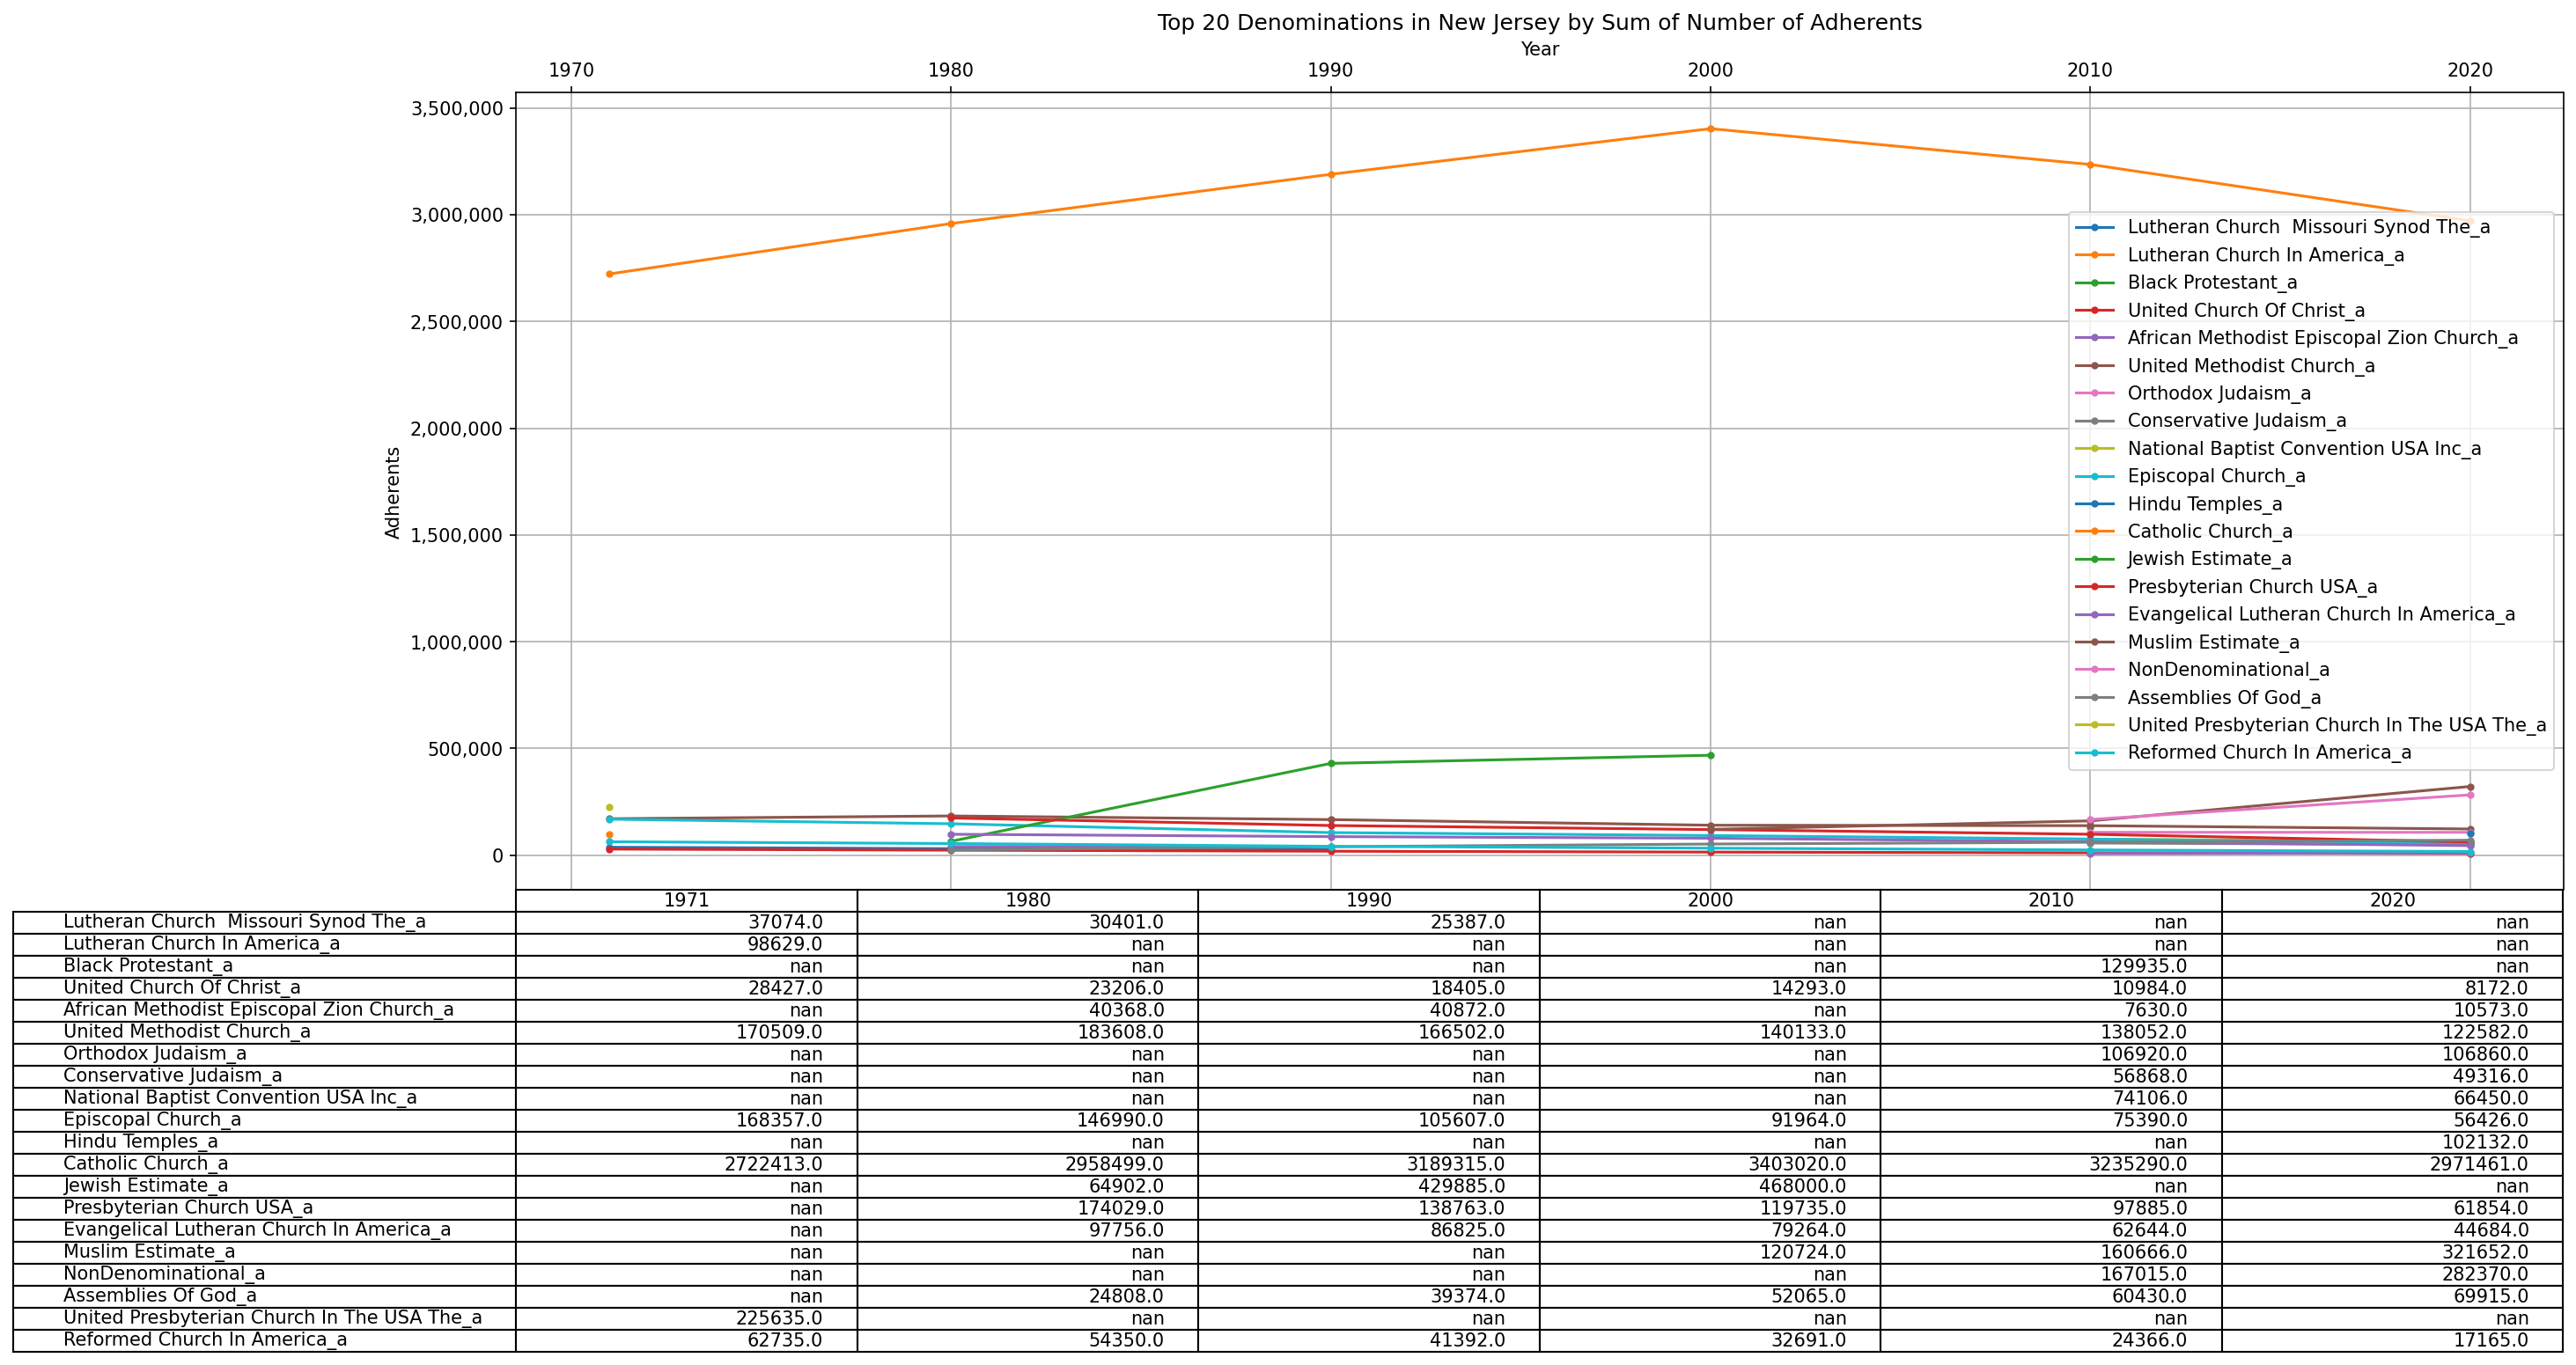 Top 20 Denominations in New Jersey by Sum of Number of Adherents
Year
1970 1980 1990 2000 2010 2020
3,500,000
3,000,000
2,500,000
2,000,000
1,500,000
1,000,000
500,000
0
Adherents
Lutheran Church  Missouri Synod The_a
Lutheran Church In America_a
Black Protestant_a
United Church Of Christ_a
African Methodist Episcopal Zion Church_a
United Methodist Church_a
Orthodox Judaism_a
Conservative Judaism_a
National Baptist Convention USA Inc_a
Episcopal Church_a
Hindu Temples_a
Catholic Church_a
Jewish Estimate_a
Presbyterian Church USA_a
Evangelical Lutheran Church In America_a
Muslim Estimate_a
NonDenominational_a
Assemblies Of God_a
United Presbyterian Church In The USA The_a
Reformed Church In America_a
1971 1980 1990 2000 2010 2020
Lutheran Church  Missouri Synod The_a 37074.0 30401.0 25387.0 nan nan nan
Lutheran Church In America_a 98629.0 nan nan nan nan nan
Black Protestant_a nan nan nan nan 129935.0 nan
United Church Of Christ_a 28427.0 23206.0 18405.0 14293.0 10984.0 8172.0
African Methodist Episcopal Zion Church_a nan 40368.0 40872.0 nan 7630.0 10573.0
United Methodist Church_a 170509.0 183608.0 166502.0 140133.0 138052.0 122582.0
Orthodox Judaism_a nan nan nan nan 106920.0 106860.0
Conservative Judaism_a nan nan nan nan 56868.0 49316.0
National Baptist Convention USA Inc_a nan nan nan nan 74106.0 66450.0
Episcopal Church_a 168357.0 146990.0 105607.0 91964.0 75390.0 56426.0
Hindu Temples_a nan nan nan nan nan 102132.0
Catholic Church_a 2722413.0 2958499.0 3189315.0 3403020.0 3235290.0 2971461.0
Jewish Estimate_a nan 64902.0 429885.0 468000.0 nan nan
Presbyterian Church USA_a nan 174029.0 138763.0 119735.0 97885.0 61854.0
Evangelical Lutheran Church In America_a nan 97756.0 86825.0 79264.0 62644.0 44684.0
Muslim Estimate_a nan nan nan 120724.0 160666.0 321652.0
NonDenominational_a nan nan nan nan 167015.0 282370.0
Assemblies Of God_a nan 24808.0 39374.0 52065.0 60430.0 69915.0
United Presbyterian Church In The USA The_a 225635.0 nan nan nan nan nan
Reformed Church In America_a 62735.0 54350.0 41392.0 32691.0 24366.0 17165.0